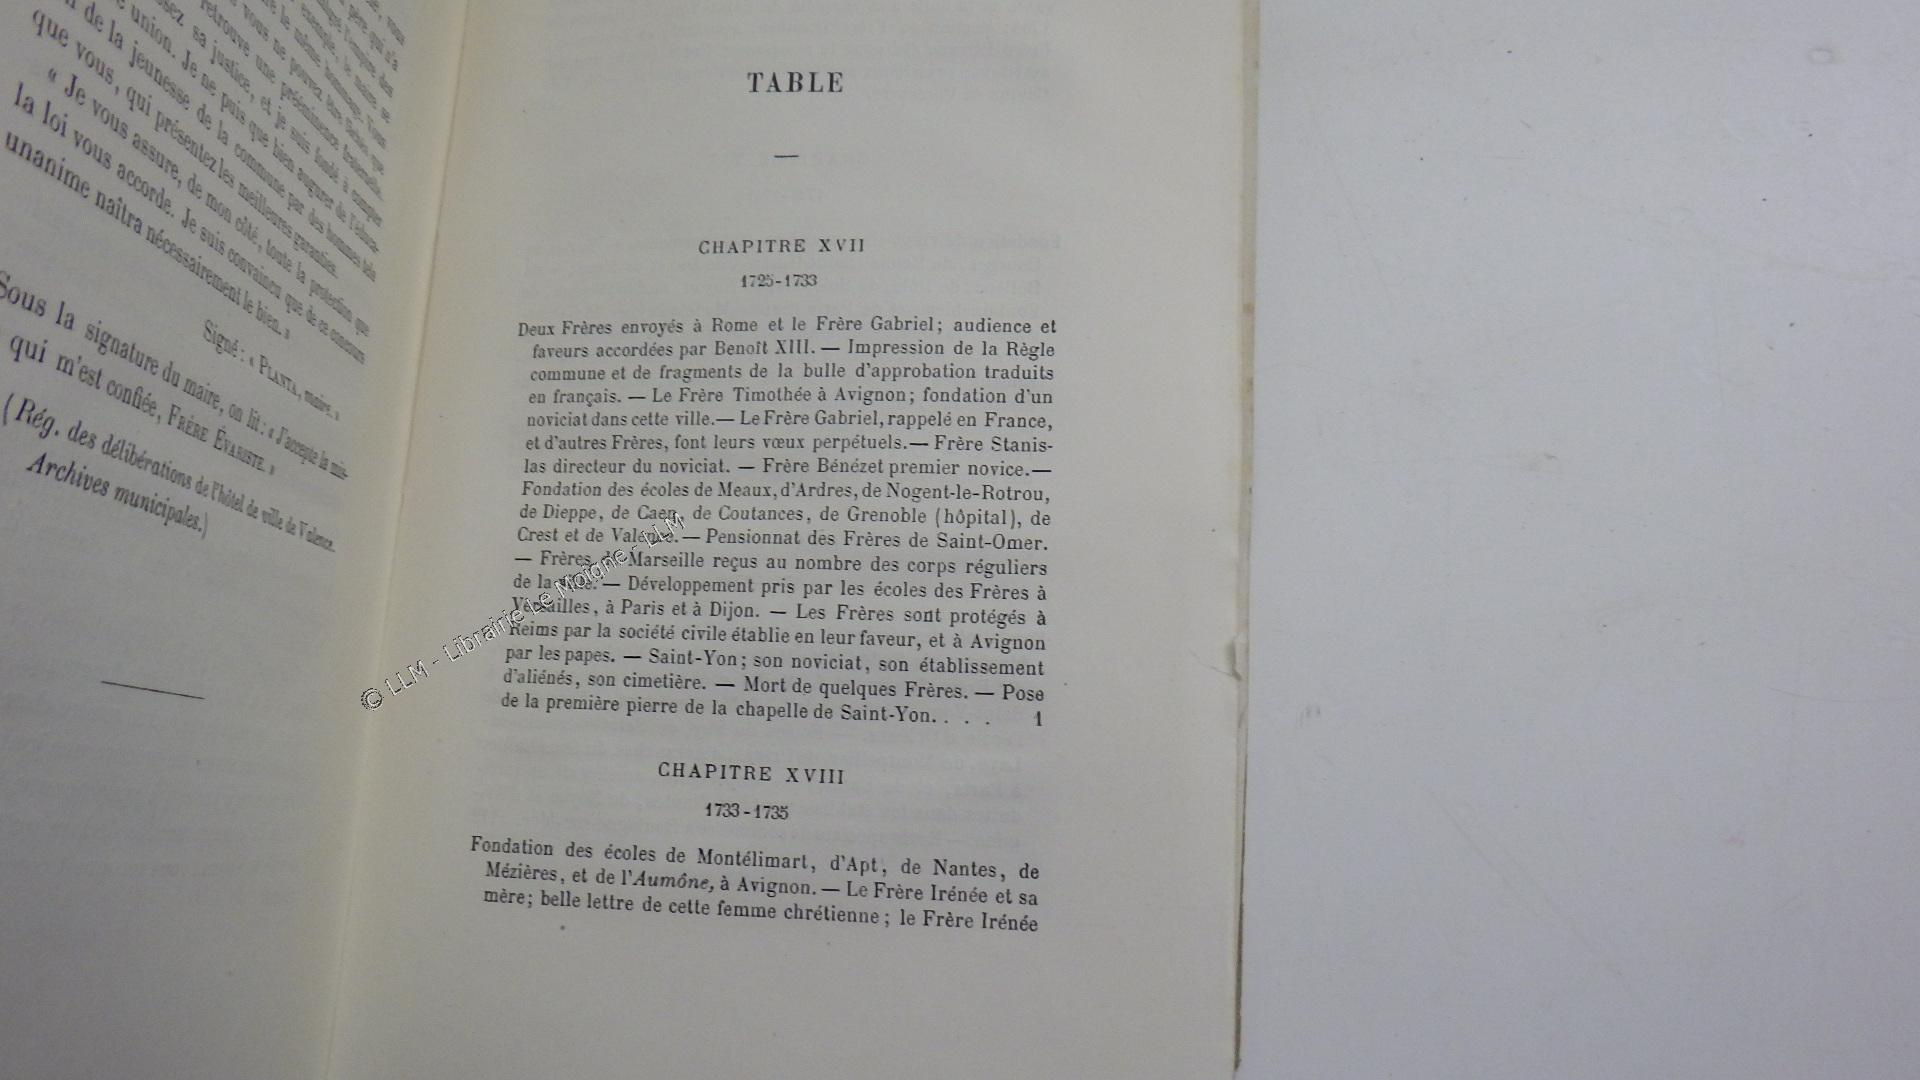 que vous, qui présentez les meilleures garanties.
« Je vous assure, de mon côté, toute la protection que
la loi vous accorde. Je suis convaincu que de ce concours
unanime naîtra nécessairement le bien. »
Signé : « PLANTA, maire. »
Sous la signature du maire, on lit : « J'accepte la mis-
qui m'est confiée, FRÈRE ÉVARISTE. »
(Rég. des délibérations de l'hôtel de ville de Valence.
Archives municipales.)
TABLE
CHAPITRE XVII
1725-1733
Deux Frères envoyés à Rome et le Frère Gabriel; audience et
faveurs accordées par Benoît XIII. — Impression de la Règle
commune et de fragments de la bulle d'approbation traduits
en français. — Le Frère Timothée à Avignon; fondation d'un
noviciat dans cette ville. — Le Frère Gabriel, rappelé en France,
et d'autres Frères, font leurs vœux perpétuels. — Frère Stanis-
las directeur du noviciat. — Frère Bénézet premier novice. —
Fondation des écoles de Meaux, d'Ardres, de Nogent-le-Rotrou,
de Dieppe, de Caen, de Coutances, de Grenoble (hôpital), de
Crest et de Valence. — Pensionnat des Frères de Saint-Omer.
— Frères de Marseille reçus au nombre des corps réguliers
de la ville. — Développement pris par les écoles des Frères à
Versailles, à Paris et à Dijon. — Les Frères sont protégés à
Reims par la société civile établie en leur faveur, et à Avignon
par les papes. — Saint-Yon; son noviciat, son établissement
d'aliénés, son cimetière. — Mort de quelques Frères. — Pose
de la première pierre de la chapelle de Saint-Yon. . . . 1
CHAPITRE XVIII
1733-1735
Fondation des écoles de Montélimart, d'Apt, de Nantes, de
Mézières, et de l'Aumône, à Avignon. — Le Frère Irénée et sa
mère; belle lettre de cette femme chrétienne; le Frère Irénée
© LLM - Librairie Le Moigne - LLM